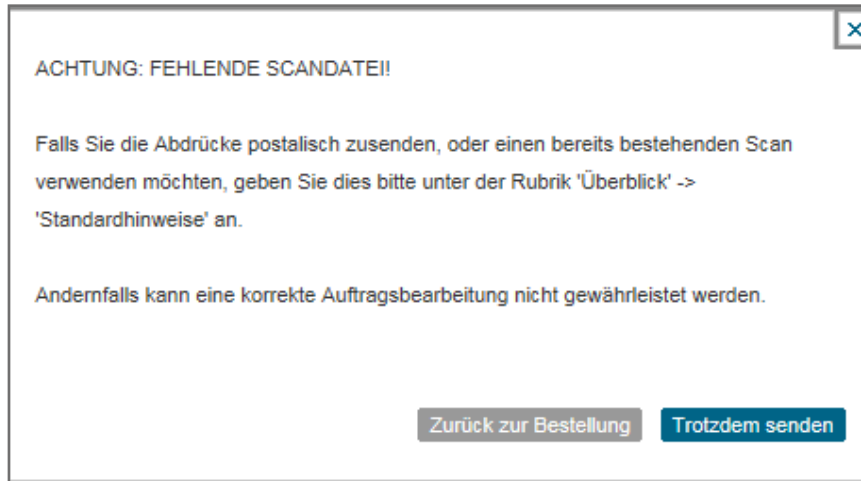 ACHTUNG: FEHLENDE SCANDATEI!
Falls Sie die Abdrücke postalisch zusenden, oder einen bereits bestehenden Scan
verwenden möchten, geben Sie dies bitte unter der Rubrik 'Überblick' ->
'Standardhinweise' an.
Andernfalls kann eine korrekte Auftragsbearbeitung nicht gewährleistet werden.
Zurück zur Bestellung Trotzdem senden